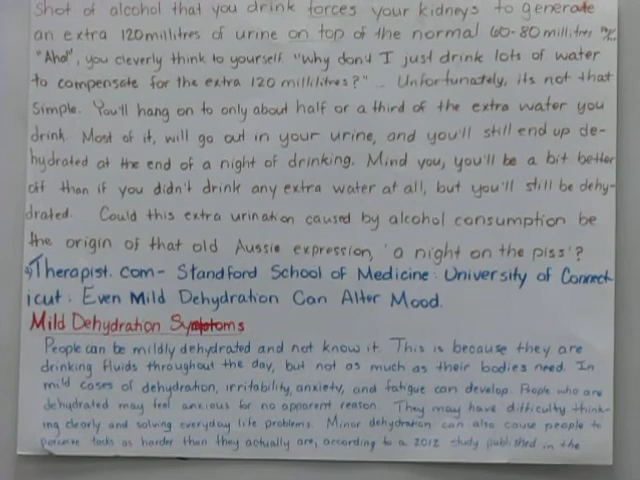 Shot of alcohol that you drink forces your kidneys to generate
an extra 120millitres of urine on top of the normal 60-80millitres
"Aha!", you cleverly think to yourself. "Why don't I just drink lots of water
to compensate for the extra 120 millilitres?"... Unfortunately, its not that
simple. You'll hang on to only about half or a third of the extra water you
drink. Most of it, will go out in your urine, and you'll still end up de-
hydrated at the end of a night of drinking. Mind you, you'll be a bit better
off than if you didn't drink any extra water at all, but you'll still be dehy-
drated. Could this extra urination caused by alcohol consumption be
the origin of that old Aussie expression, 'a night on the piss'?
Therapist.com- Standford School of Medicine: University of Connect-
icut: Even Mild Dehydration Can Alter Mood.
Mild Dehydration Symptoms
People can be mildly dehydrated and not know it. This is because they are
drinking fluids throughout the day, but not as much as their bodies need. In
mild cases of dehydration, irritability, anxiety, and fatigue can develop. People who are
dehydrated may feel anxious for no apparent reason. They may have difficulty think-
ing clearly and solving everyday life problems. Minor dehydration can also cause people to
perceive tasks as harder than they actually are, according to a 2012 study published in the